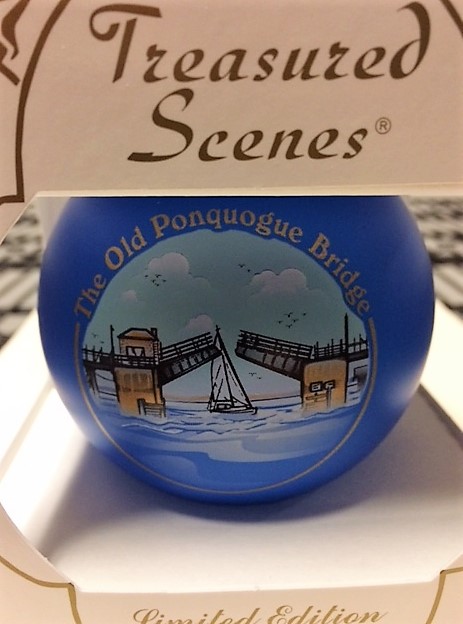 Treasured
Scenes®
The Old Ponquogue Bridge
Limited Edition